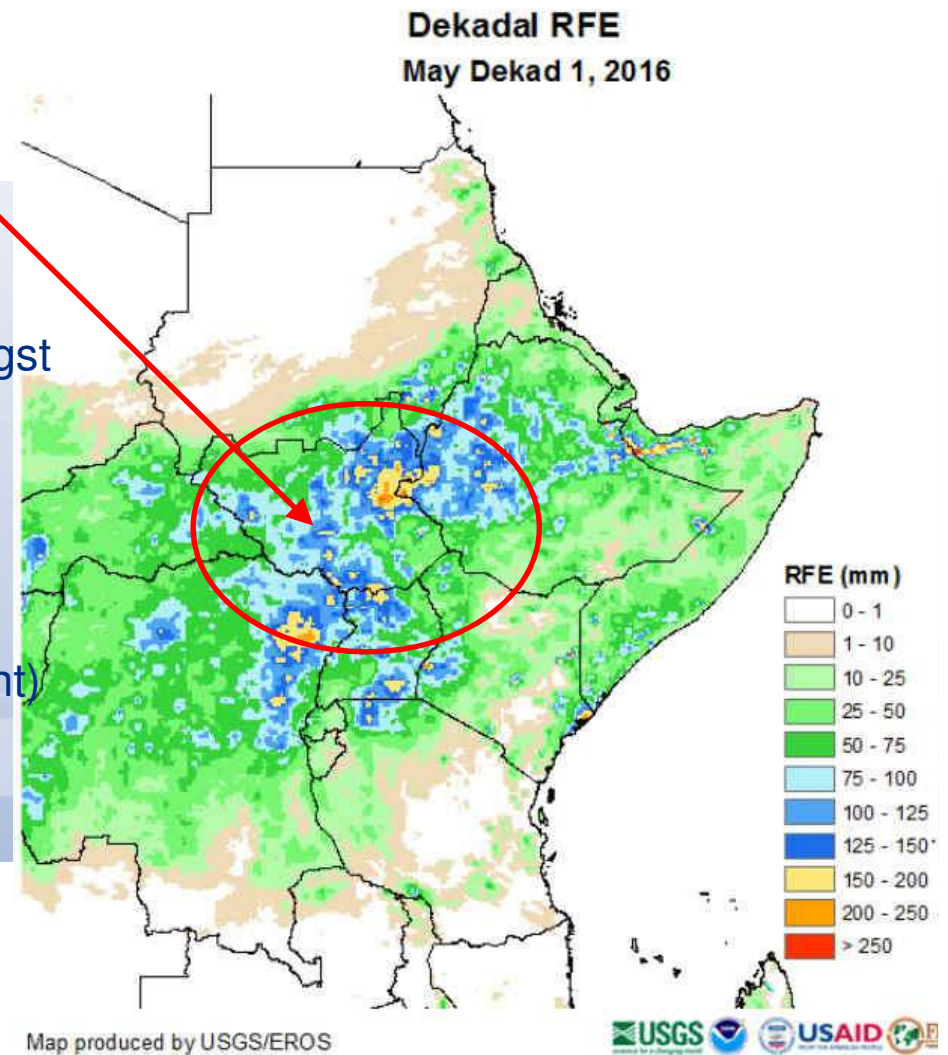 Dekadal RFE
May Dekad 1, 2016
gst
nt)
RFE (mm)
0 - 1
1 - 10
10 - 25
25 - 50
50 - 75
75 - 100
100 - 125
125 - 150
150 - 200
200 - 250
> 250
Map produced by USGS/EROS
USGS
USAID